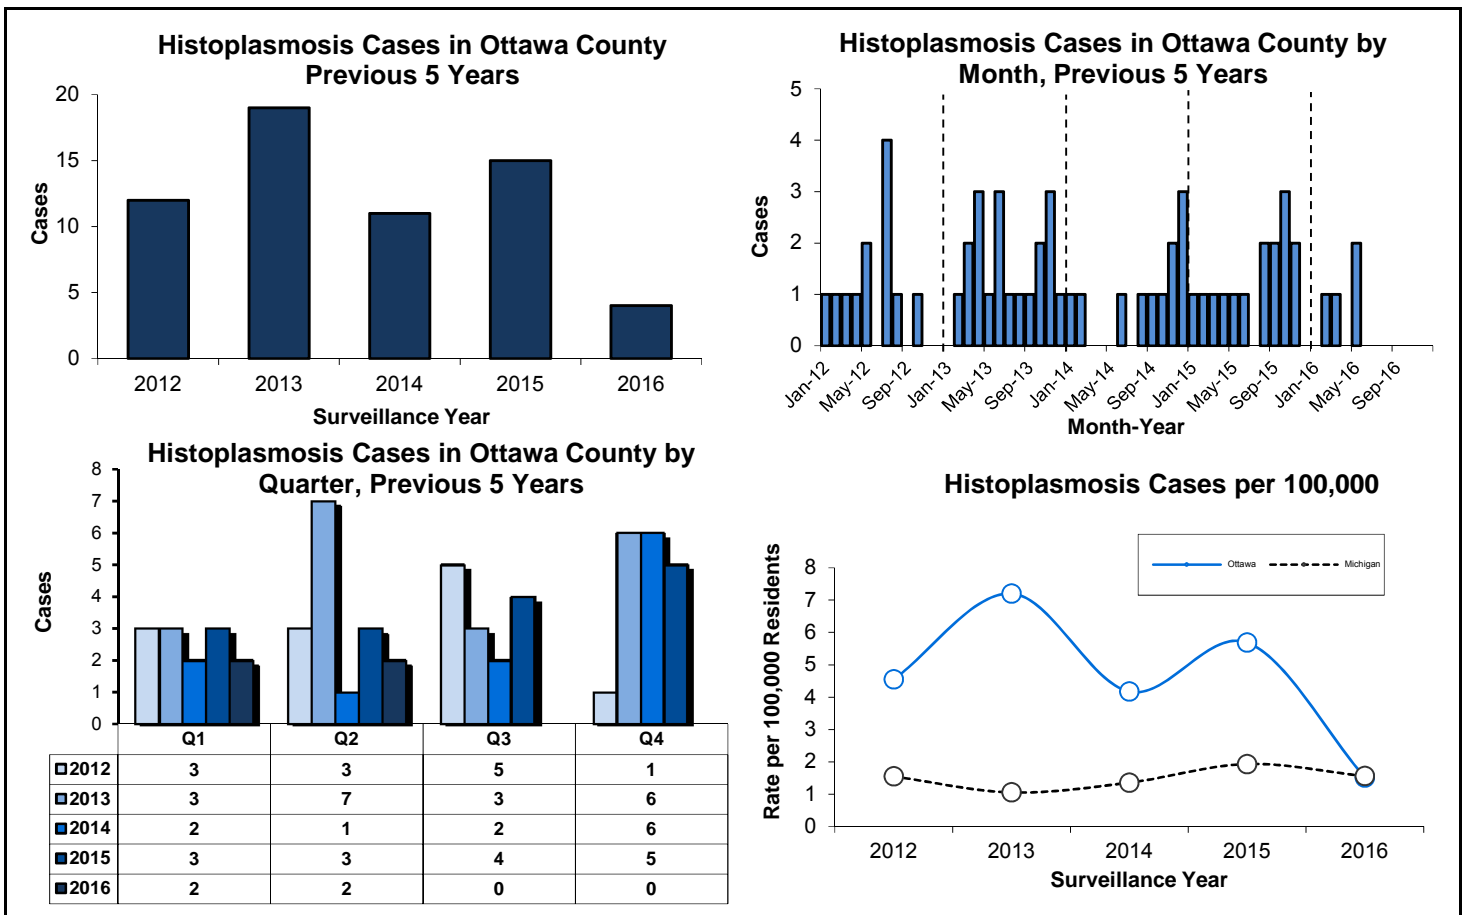 Histoplasmosis Cases in Ottawa County
Previous 5 Years
20
15
10
5
0
Cases
2012 2013 2014 2015 2016
Surveillance Year
Histoplasmosis Cases in Ottawa County by
Month, Previous 5 Years
5
4
3
2
1
0
Cases
Jan-12 May-12 Sep-12 Jan-13 May-13 Sep-13 Jan-14 May-14 Sep-14 Jan-15 May-15 Sep-15 Jan-16 May-16 Sep-16
Month-Year
Histoplasmosis Cases in Ottawa County by
Quarter, Previous 5 Years
8
7
6
5
4
3
2
1
0
Cases
Q1 Q2 Q3 Q4
2012 3 3 5 1
2013 3 7 3 6
2014 2 1 2 6
2015 3 3 4 5
2016 2 2 0 0
Histoplasmosis Cases per 100,000
Ottawa Michigan
8
7
6
5
4
3
2
1
0
Rate per 100,000 Residents
2012 2013 2014 2015 2016
Surveillance Year